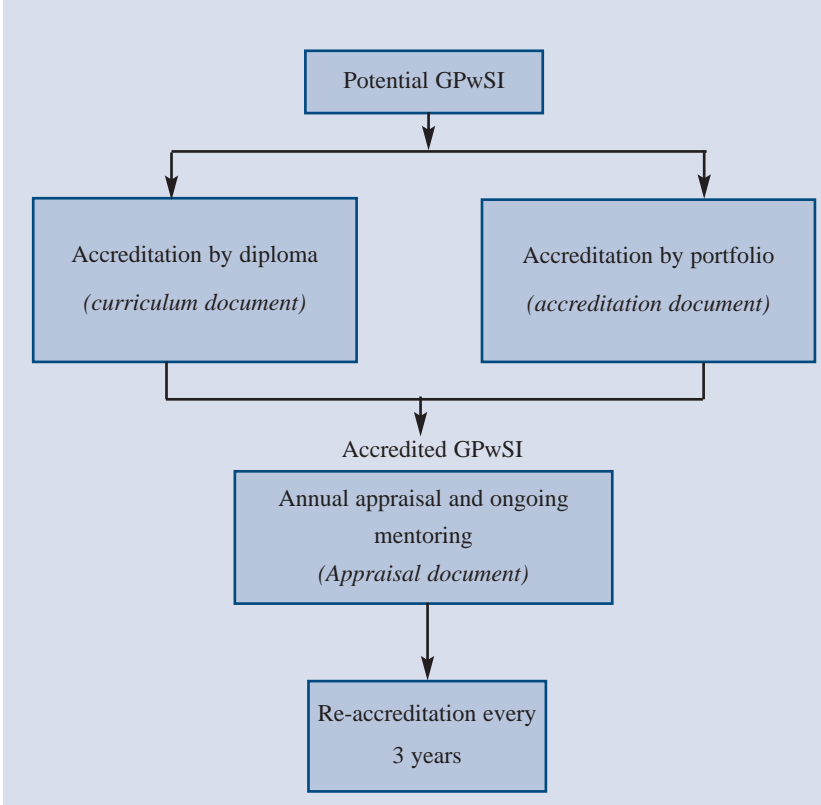 Potential GPwSI
Accreditation by diploma
(curriculum document)
Accreditation by portfolio
(accreditation document)
Accredited GPwSI
Annual appraisal and ongoing
mentoring
(Appraisal document)
Re-accreditation every
3 years